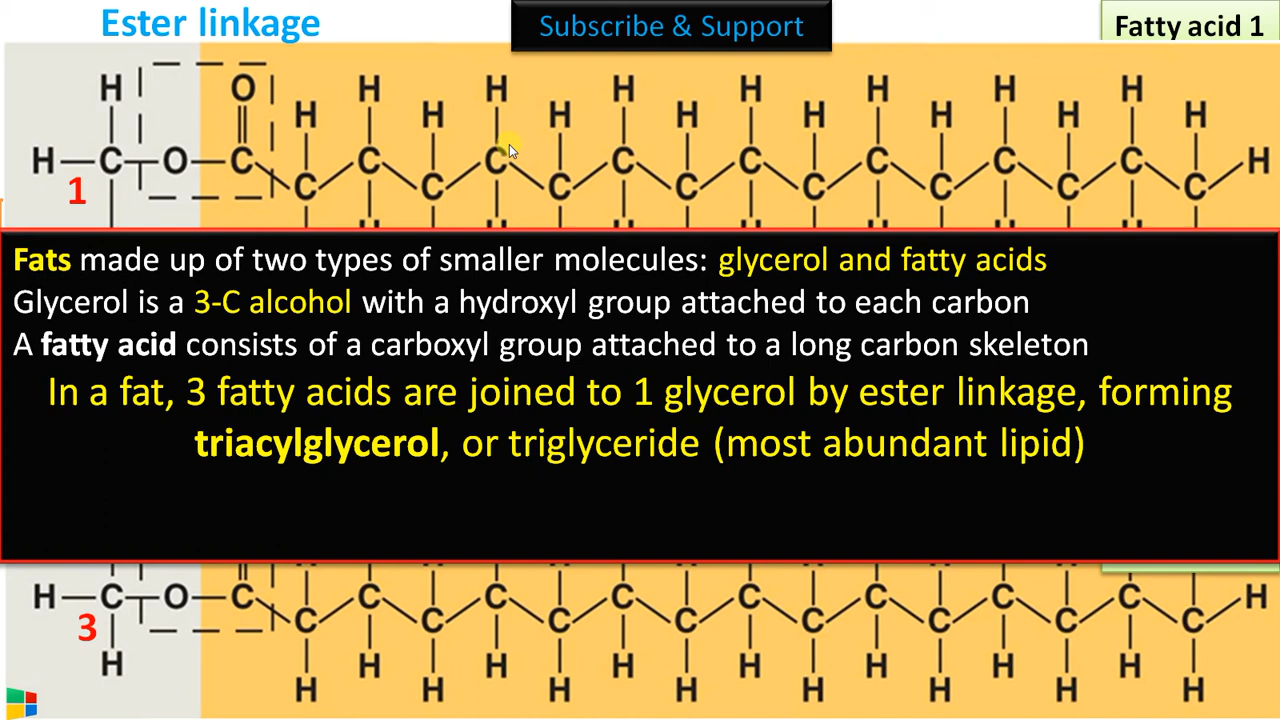 Ester linkage
Subscribe & Support
Fatty acid 1
H O H H H H H H H
H H H H H H H H
H C O C C C C C C C C H
1 C C C C C C C C
H H H H H H H
Fats made up of two types of smaller molecules: glycerol and fatty acids
Glycerol is a 3-C alcohol with a hydroxyl group attached to each carbon
A fatty acid consists of a carboxyl group attached to a long carbon skeleton
In a fat, 3 fatty acids are joined to 1 glycerol by ester linkage, forming
triacylglycerol, or triglyceride (most abundant lipid)
H C O C C C C C C C C H
3 C C C C C C C C
H H H H H H H H
H H H H H H H H